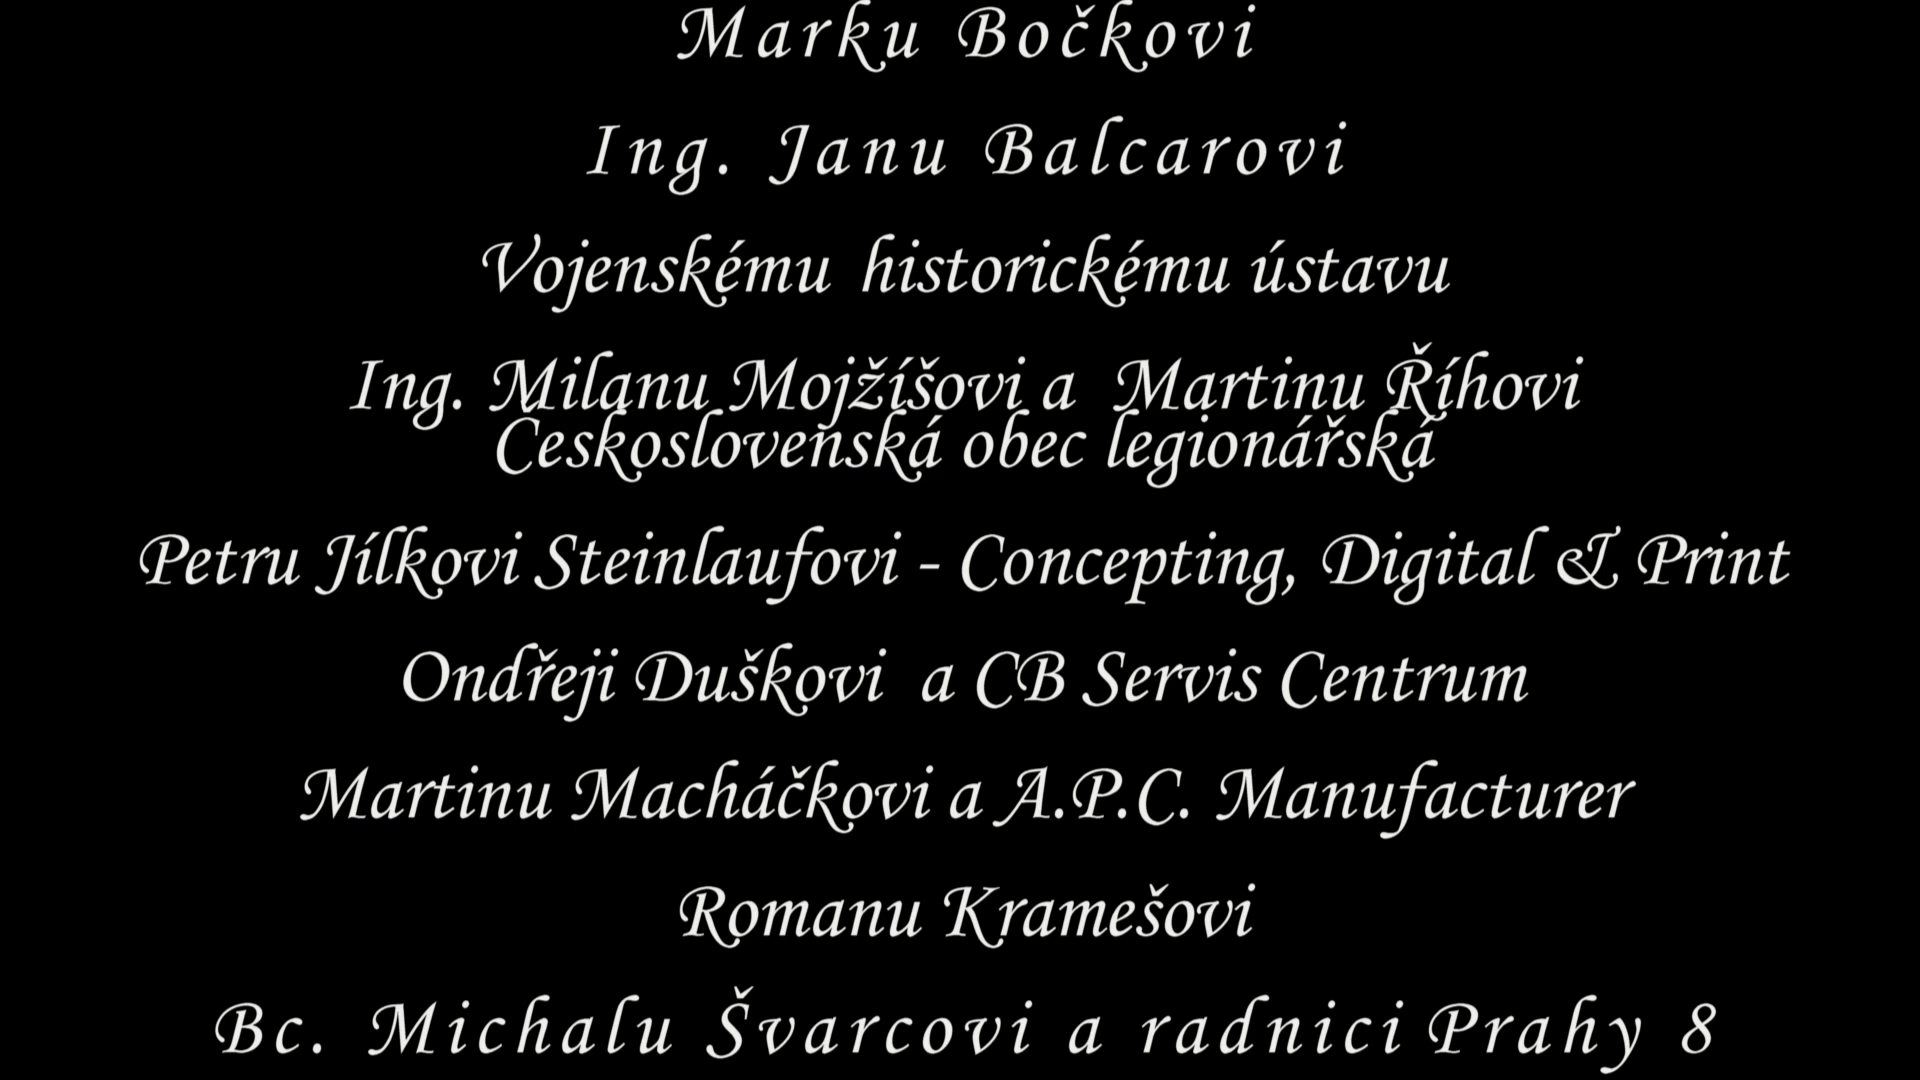 Marku Bočkovi
Ing. Janu Balcarovi
Vojenskému historickému ústavu
Ing. Milanu Mojžíšovi a Martinu Říhovi
Československá obec legionářská
Petru Jílkovi Steinlaufovi - Concepting, Digital & Print
Ondřeji Duškovi a CB Servis Centrum
Martinu Macháčkovi a A.P.C. Manufacturer
Romanu Kramešovi
Bc. Michalu Švarcovi a radnici Prahy 8